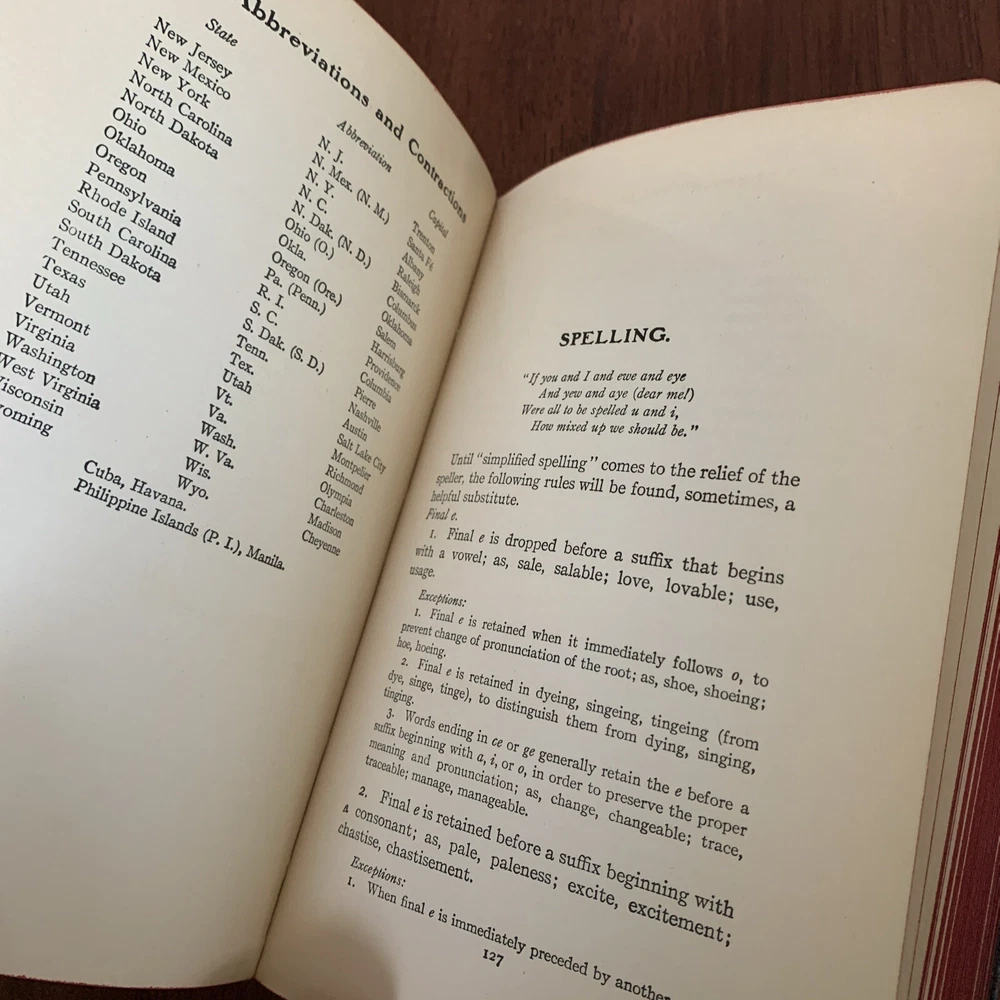 Abbreviations and Contractions
State Abbreviation Capital
New Jersey N. J. Trenton
New Mexico N. Mex. (N. M.) Santa Fé
New York N. Y. Albany
North Carolina N. C. Raleigh
North Dakota N. Dak. (N. D.) Bismarck
Ohio Ohio (O.) Columbus
Oklahoma Okla. Oklahoma
Oregon Oregon (Ore.) Salem
Pennsylvania Pa. (Penn.) Harrisburg
Rhode Island R. I. Providence
South Carolina S. C. Columbia
South Dakota S. Dak. (S. D.) Pierre
Tennessee Tenn. Nashville
Texas Tex. Austin
Utah Utah Salt Lake City
Vermont Vt. Montpelier
Virginia Va. Richmond
Washington Wash. Olympia
West Virginia W. Va. Charleston
Wisconsin Wis. Madison
yoming Wyo. Cheyenne
Cuba, Havana.
Philippine Islands (P. I.), Manila.
SPELLING.
"If you and I and ewe and eye
And yew and aye (dear me!)
Were all to be spelled u and i,
How mixed up we should be."
Until "simplified spelling" comes to the relief of the
speller, the following rules will be found, sometimes, a
helpful substitute.
Final e.
1. Final e is dropped before a suffix that begins
with a vowel; as, sale, salable; love, lovable; use,
usage.
Exceptions:
1. Final e is retained when it immediately follows o, to
prevent change of pronunciation of the root; as, shoe, shoeing;
hoe, hoeing.
2. Final e is retained in dyeing, singeing, tingeing (from
dye, singe, tinge), to distinguish them from dying, singing,
tinging.
3. Words ending in ce or ge generally retain the e before a
suffix beginning with a, i, or o, in order to preserve the proper
meaning and pronunciation; as, change, changeable; trace,
traceable; manage, manageable.
2. Final e is retained before a suffix beginning with
a consonant; as, pale, paleness; excite, excitement;
chastise, chastisement.
Exceptions:
1. When final e is immediately preceded by another
127